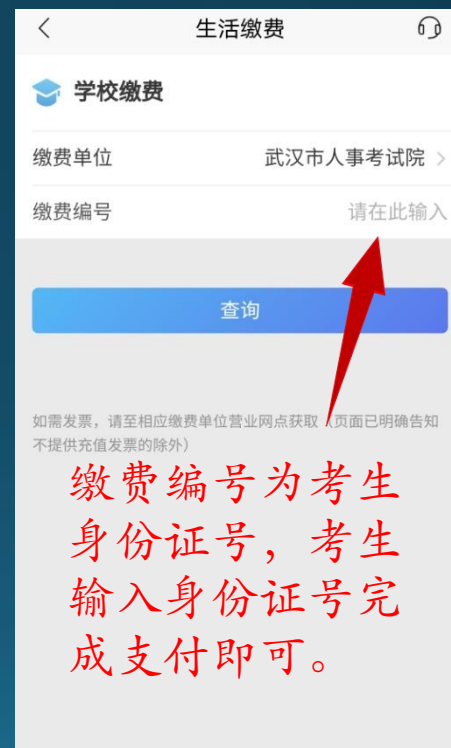 生活缴费
学校缴费
缴费单位 武汉市人事考试院
缴费编号 请在此输入
查询
如需发票，请至相应缴费单位营业网点获取（页面已明确告知
不提供充值发票的除外）
缴费编号为考生
身份证号，考生
输入身份证号完
成支付即可。